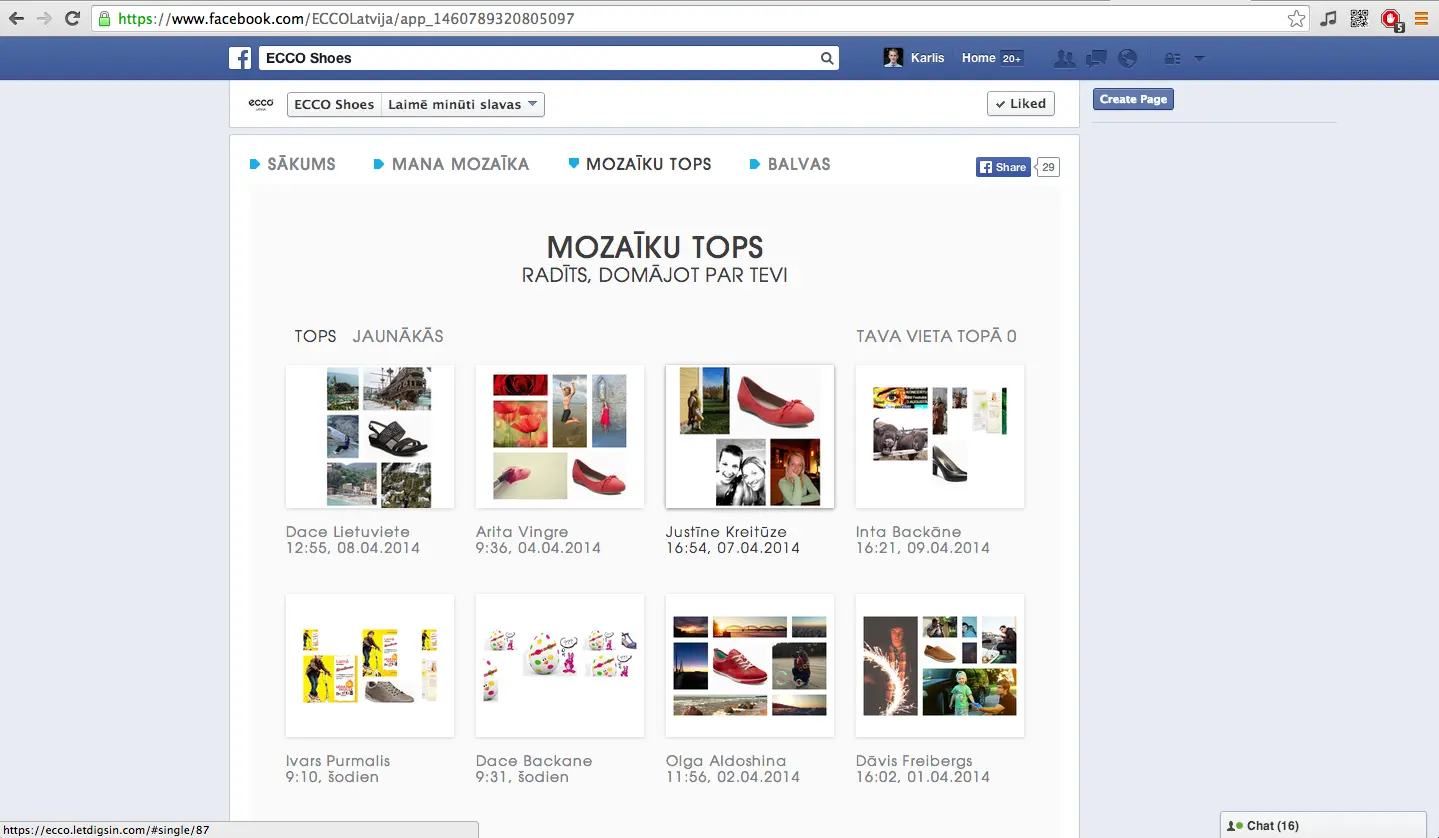 https://www.facebook.com/ECCOLatvija/app_1460789320805097
5
ECCO Shoes
Karlis
Home 20+
ecco
ECCO Shoes
Laimē minūti slavas
Liked
Create Page
SĀKUMS
MANA MOZAĪKA
MOZAĪKU TOPS
BALVAS
Share
29
MOZAĪKU TOPS
RADĪTS, DOMĀJOT PAR TEVI
TOPS
JAUNĀKĀS
TAVA VIETA TOPĀ 0
Dace Lietuviete
12:55, 08.04.2014
Arita Vingre
9:36, 04.04.2014
Justīne Kreitūze
16:54, 07.04.2014
Inta Backāne
16:21, 09.04.2014
Ivars Purmalis
9:10, šodien
Dace Backane
9:31, šodien
Olga Aldoshina
11:56, 02.04.2014
Dāvis Freibergs
16:02, 01.04.2014
https://ecco.letdigsin.com/#single/87
Chat (16)